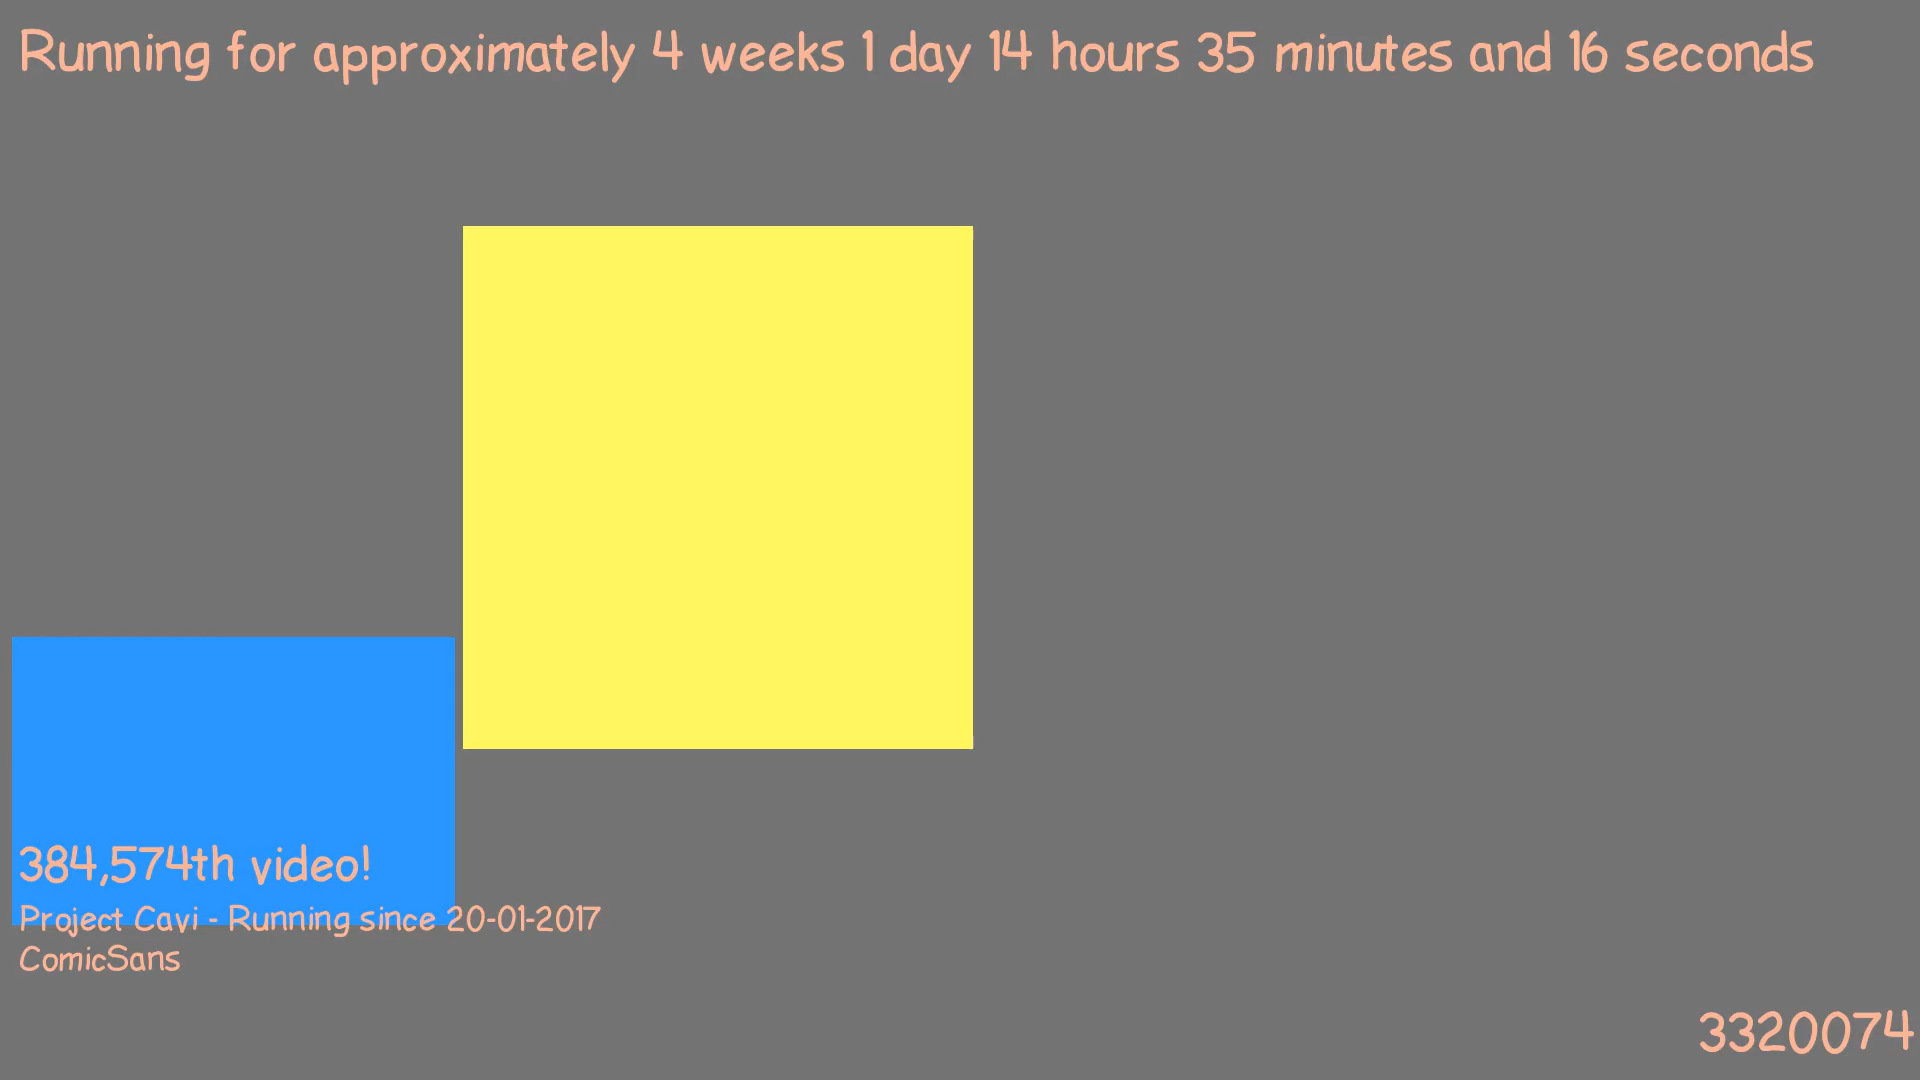 Running for approximately 4 weeks 1 day 14 hours 35 minutes and 16 seconds
384,574th video!
Project Cavi - Running since 20-01-2017
ComicSans
3320074